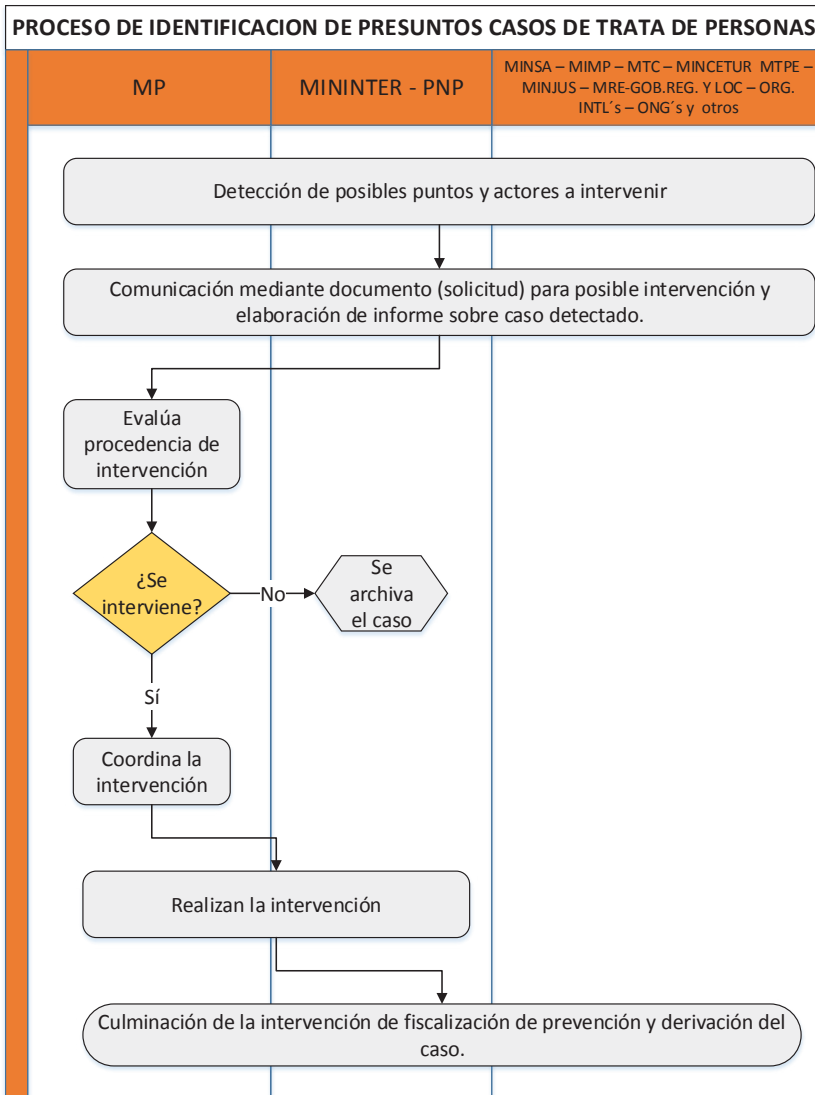 PROCESO DE IDENTIFICACION DE PRESUNTOS CASOS DE TRATA DE PERSONAS
MP
MININTER - PNP
MINSA – MIMP – MTC – MINCETUR MTPE –
MINJUS – MRE-GOB.REG. Y LOC – ORG.
INTL´s – ONG´s y otros
Detección de posibles puntos y actores a intervenir
Comunicación mediante documento (solicitud) para posible intervención y
elaboración de informe sobre caso detectado.
Evalúa
procedencia de
intervención
¿Se
interviene?
No
Se
archiva
el caso
Sí
Coordina la
intervención
Realizan la intervención
Culminación de la intervención de fiscalización de prevención y derivación del
caso.